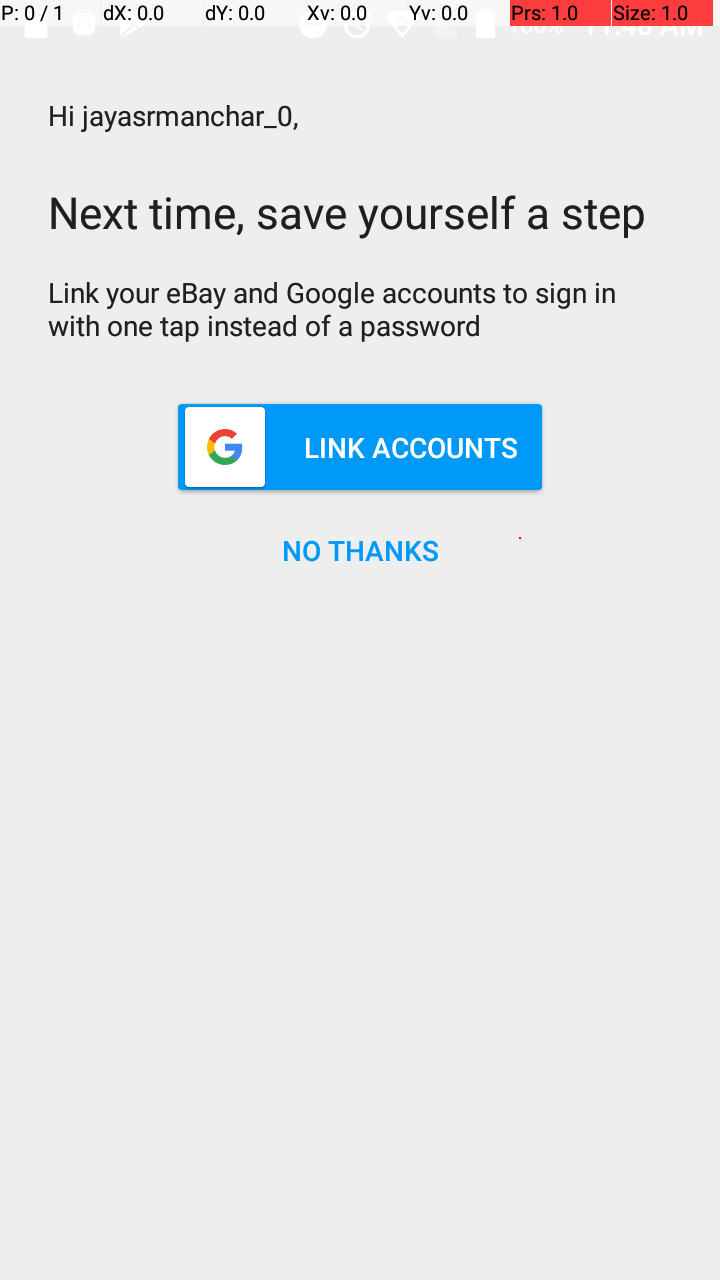 P: 0 / 1 dX: 0.0 dY: 0.0 Xv: 0.0 Yv: 0.0 Prs: 1.0 Size: 1.0
Hi jayasrmanchar_0,
Next time, save yourself a step
Link your eBay and Google accounts to sign in
with one tap instead of a password
LINK ACCOUNTS
NO THANKS